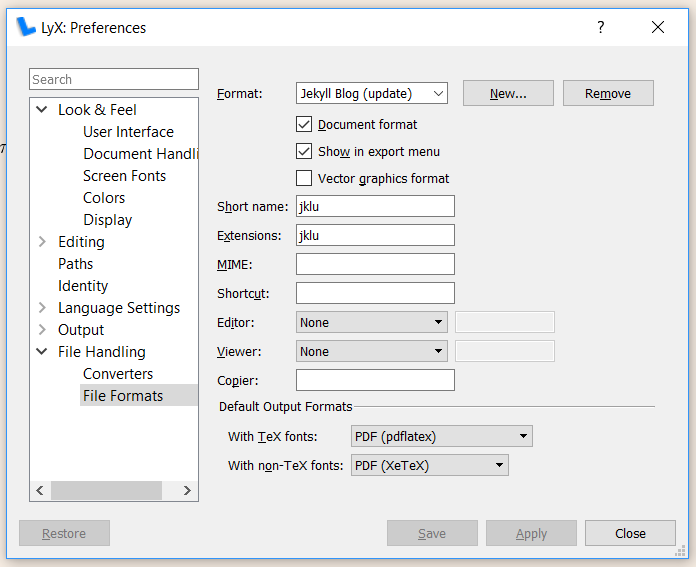 LyX: Preferences
Search
Look & Feel
User Interface
Document Handli
Screen Fonts
Colors
Display
Editing
Paths
Identity
Language Settings
Output
File Handling
Converters
File Formats
Format: Jekyll Blog (update) New... Remove
Document format
Show in export menu
Vector graphics format
Short name: jklu
Extensions: jklu
MIME:
Shortcut:
Editor: None
Viewer: None
Copier:
Default Output Formats
With TeX fonts: PDF (pdflatex)
With non-TeX fonts: PDF (XeTeX)
Restore Save Apply Close